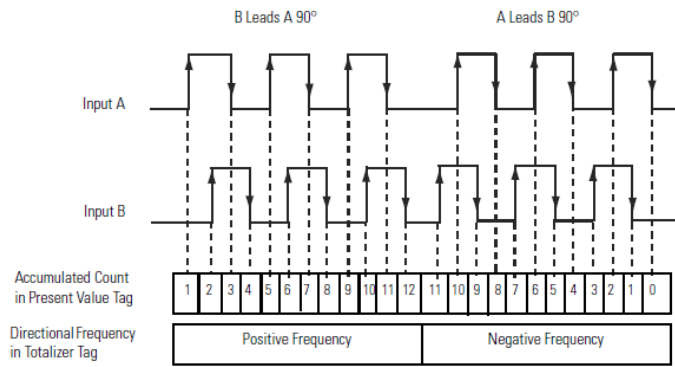 B Leads A 90°
A Leads B 90°
Input A
Input B
Accumulated Count
in Present Value Tag
1 2 3 4 5 6 7 8 9 10 11 12 11 10 9 8 7 6 5 4 3 2 1 0
Directional Frequency
in Totalizer Tag
Positive Frequency
Negative Frequency